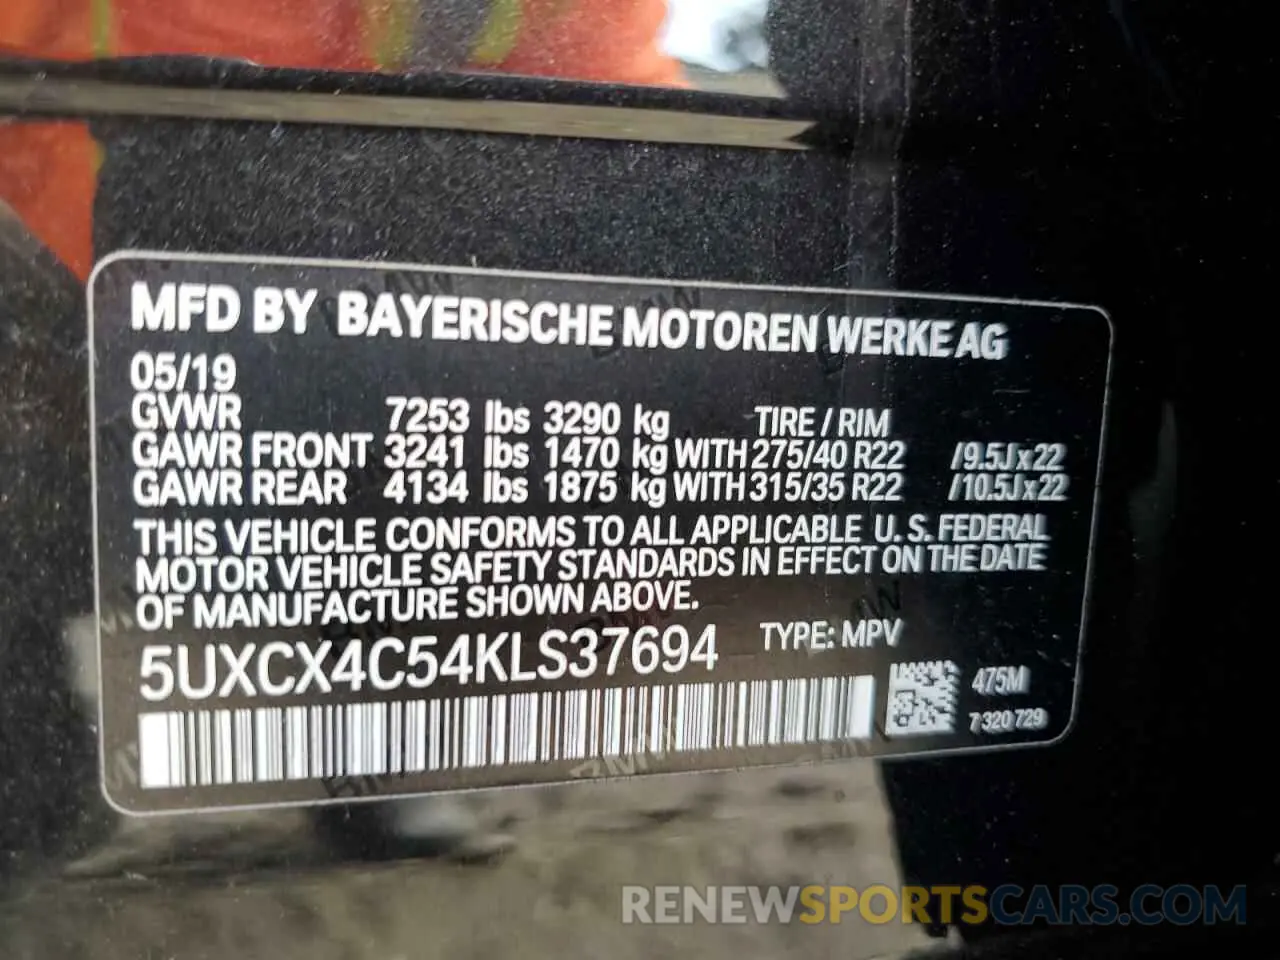 MFD BY BAYERISCHE MOTOREN WERKE AG
05/19
GVWR 7253 lbs 3290 kg TIRE / RIM
GAWR FRONT 3241 lbs 1470 kg WITH 275/40 R22 /9.5Jx22
GAWR REAR 4134 lbs 1875 kg WITH 315/35 R22 /10.5Jx22
THIS VEHICLE CONFORMS TO ALL APPLICABLE U.S. FEDERAL
MOTOR VEHICLE SAFETY STANDARDS IN EFFECT ON THE DATE
OF MANUFACTURE SHOWN ABOVE.
5UXCX4C54KLS37694 TYPE: MPV
475M
7 320 729
RENEWSPORTSCARS.COM